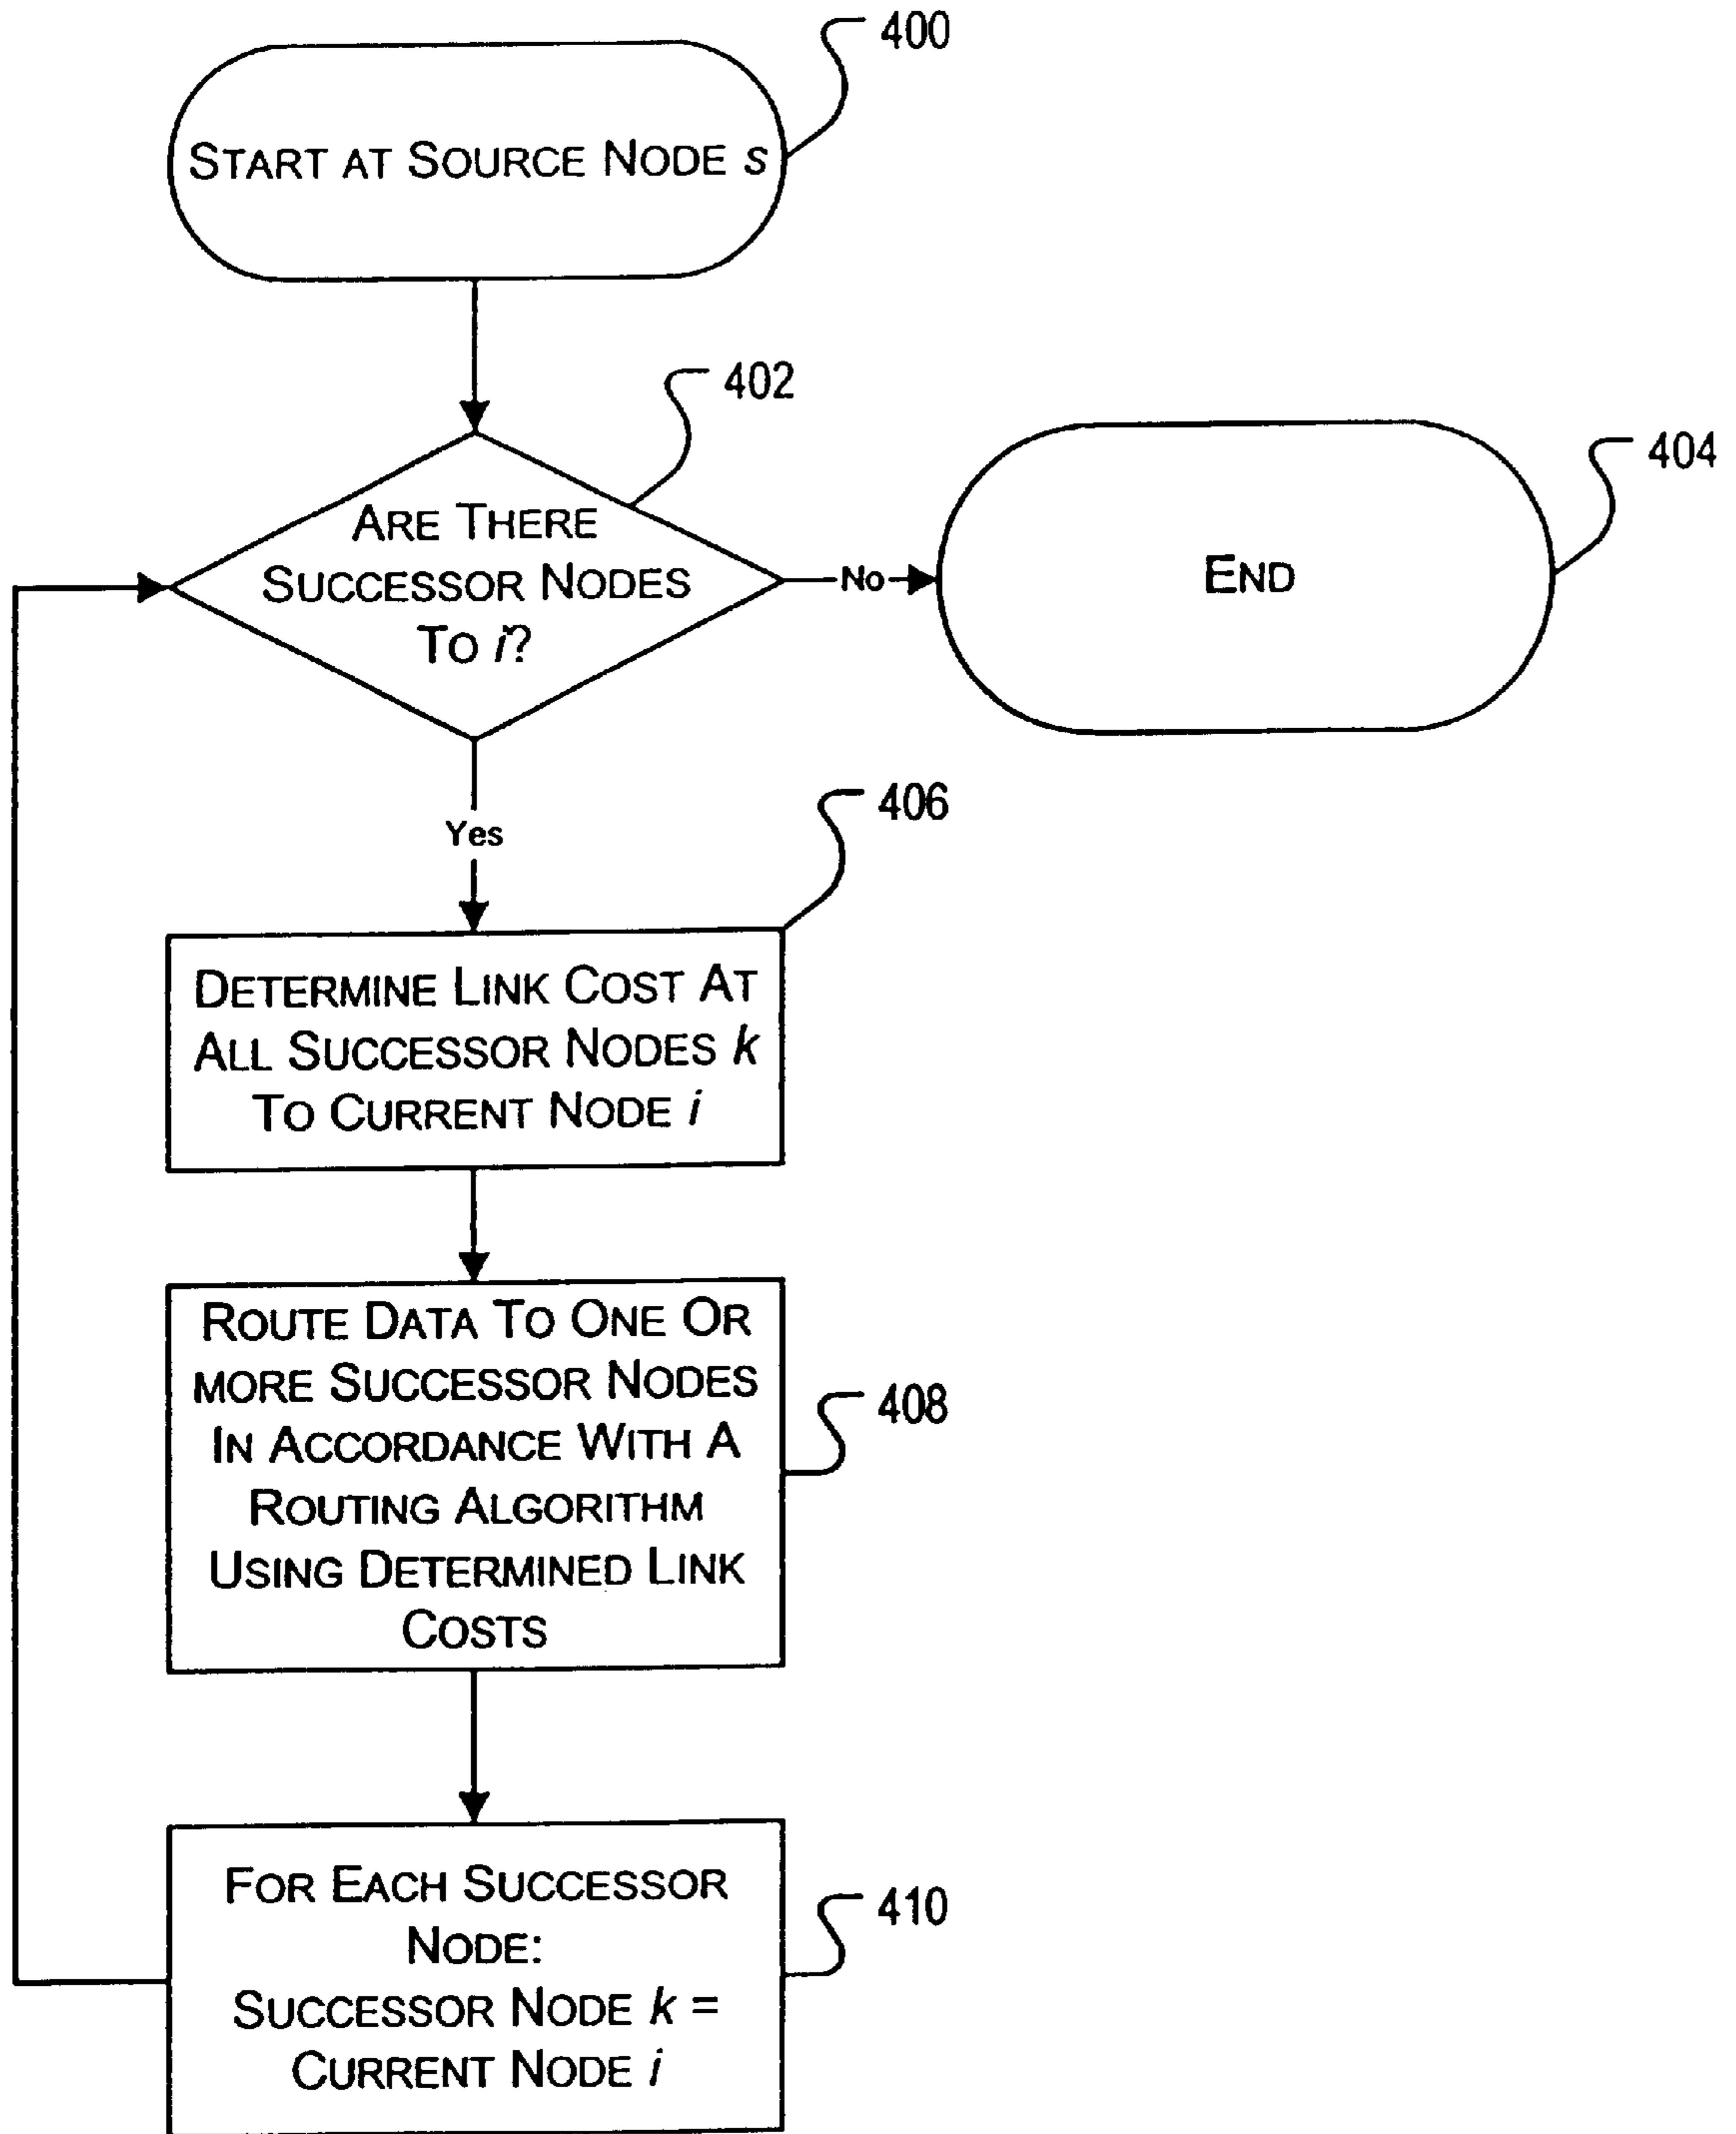 400
START AT SOURCE NODE s
402
ARE THERE
SUCCESSOR NODES
TO i?
No
404
END
Yes
406
DETERMINE LINK COST AT
ALL SUCCESSOR NODES k
TO CURRENT NODE i
ROUTE DATA TO ONE OR
MORE SUCCESSOR NODES
IN ACCORDANCE WITH A
ROUTING ALGORITHM
USING DETERMINED LINK
COSTS
408
FOR EACH SUCCESSOR
NODE:
SUCCESSOR NODE k =
CURRENT NODE i
410